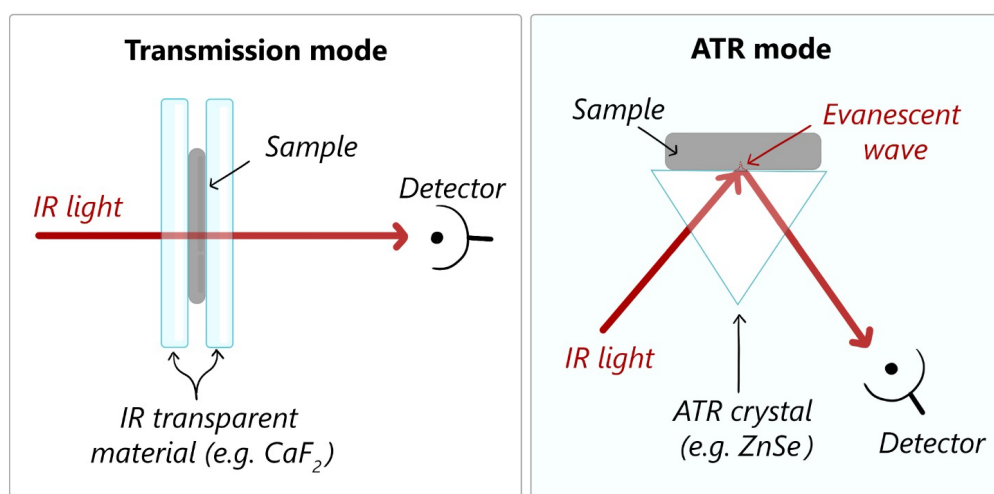 Transmission mode
Sample
Detector
IR light
IR transparent
material (e.g. CaF₂)
ATR mode
Sample
Evanescent
wave
IR light
ATR crystal
(e.g. ZnSe)
Detector